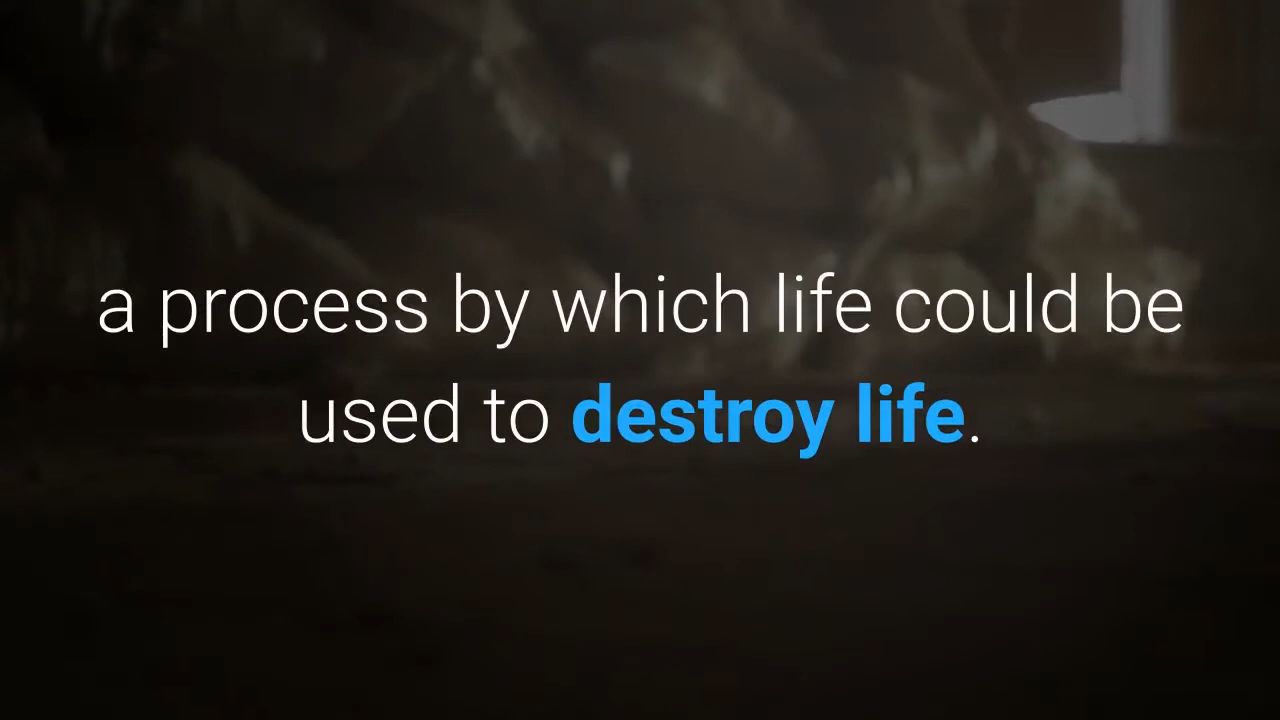 a process by which life could be
used to destroy life.